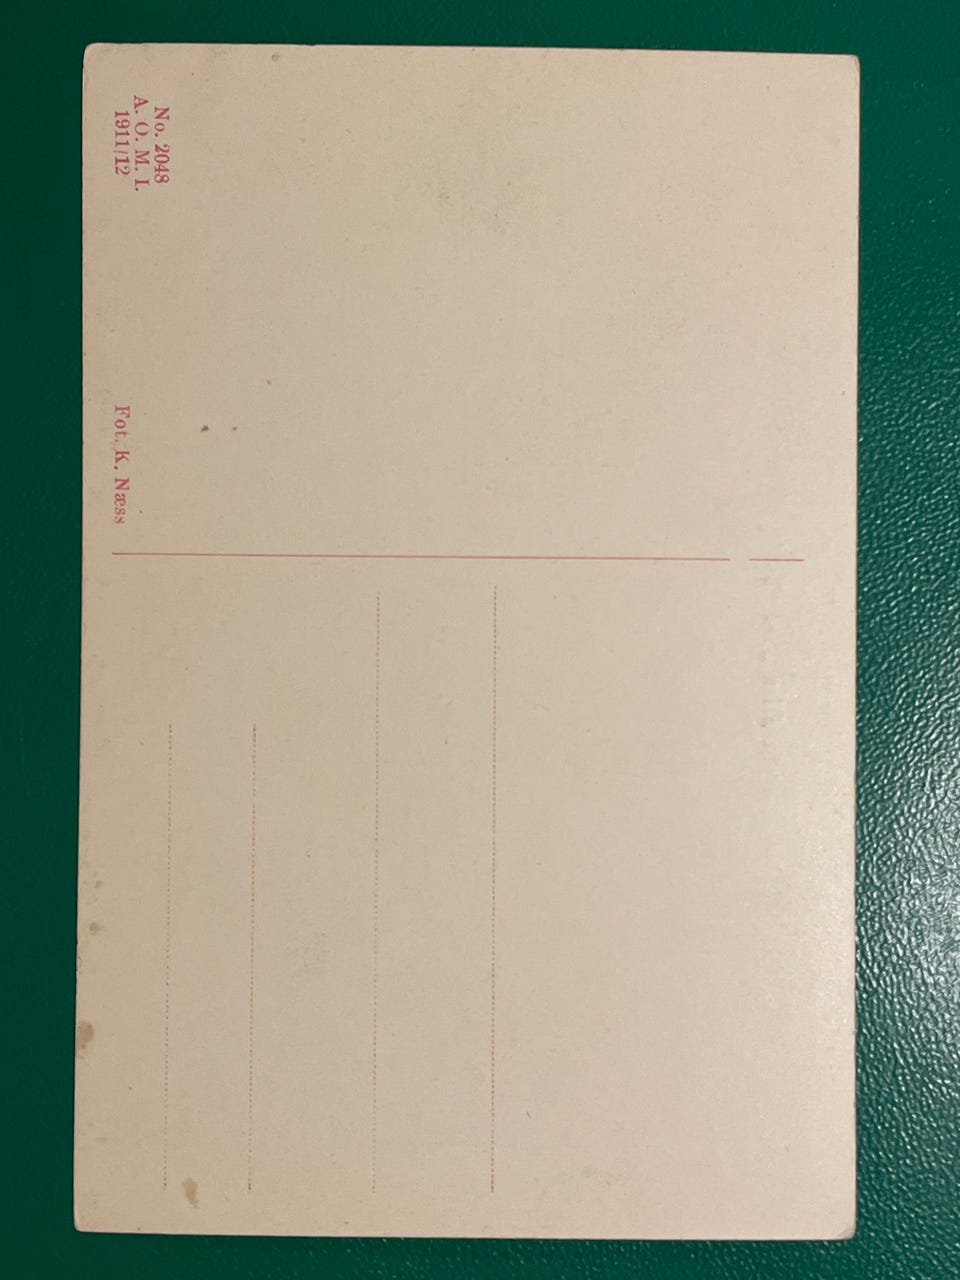 No. 2048
A. O. M. I.
1911/12
Fot. K. Næss